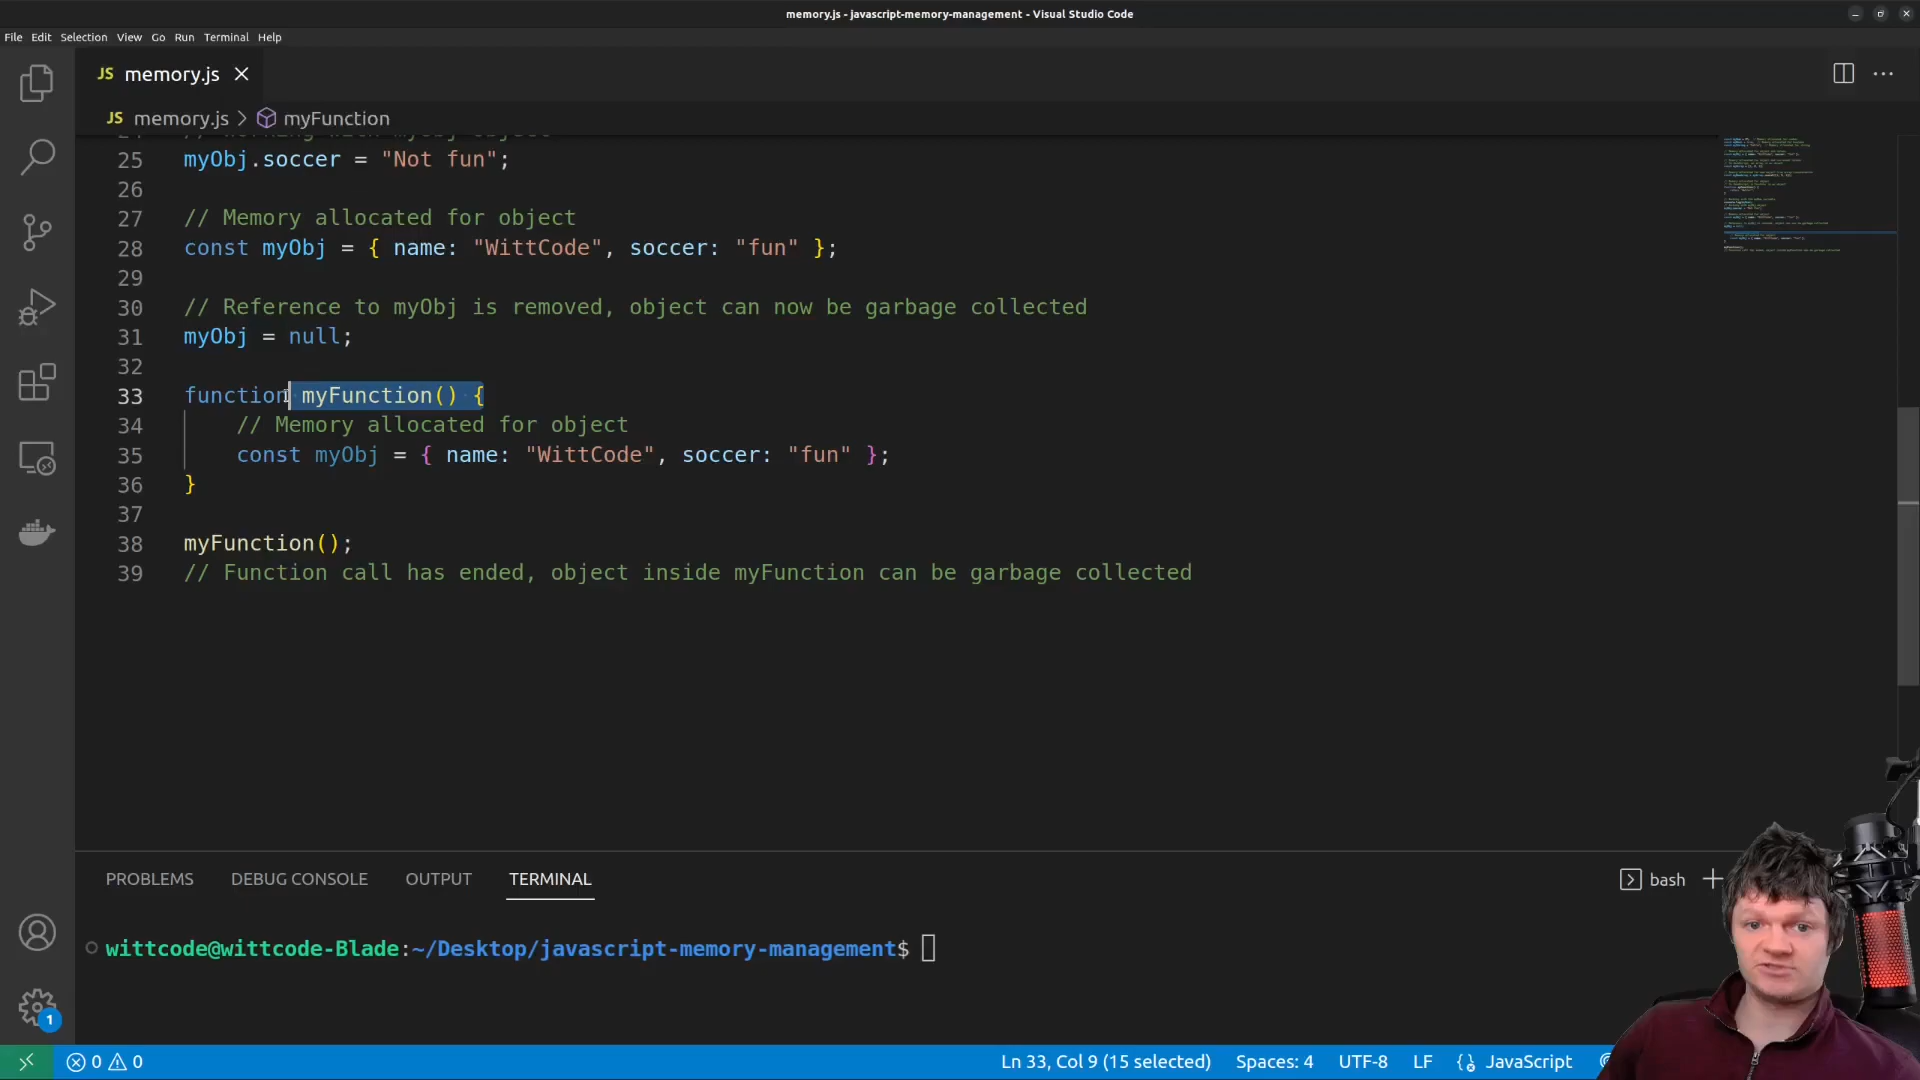 memory.js - javascript-memory-management - Visual Studio Code
File Edit Selection View Go Run Terminal Help
JS memory.js
JS memory.js > myFunction
25 myObj.soccer = "Not fun";
26
27 // Memory allocated for object
28 const myObj = { name: "WittCode", soccer: "fun" };
29
30 // Reference to myObj is removed, object can now be garbage collected
31 myObj = null;
32
33 function myFunction() {
34 // Memory allocated for object
35 const myObj = { name: "WittCode", soccer: "fun" };
36 }
37
38 myFunction();
39 // Function call has ended, object inside myFunction can be garbage collected
PROBLEMS DEBUG CONSOLE OUTPUT TERMINAL
bash
wittcode@wittcode-Blade:~/Desktop/javascript-memory-management$
1
0 0 Ln 33, Col 9 (15 selected) Spaces: 4 UTF-8 LF JavaScript